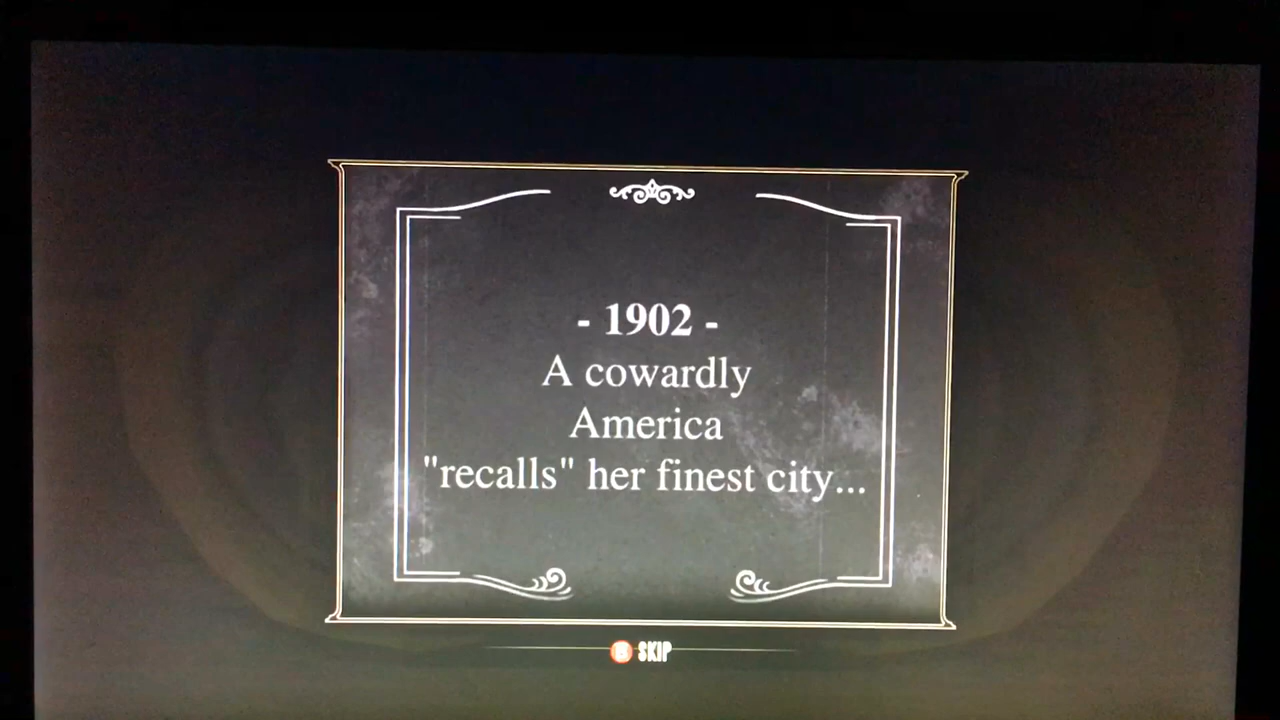 - 1902 -
A cowardly
America
"recalls" her finest city...
SKIP